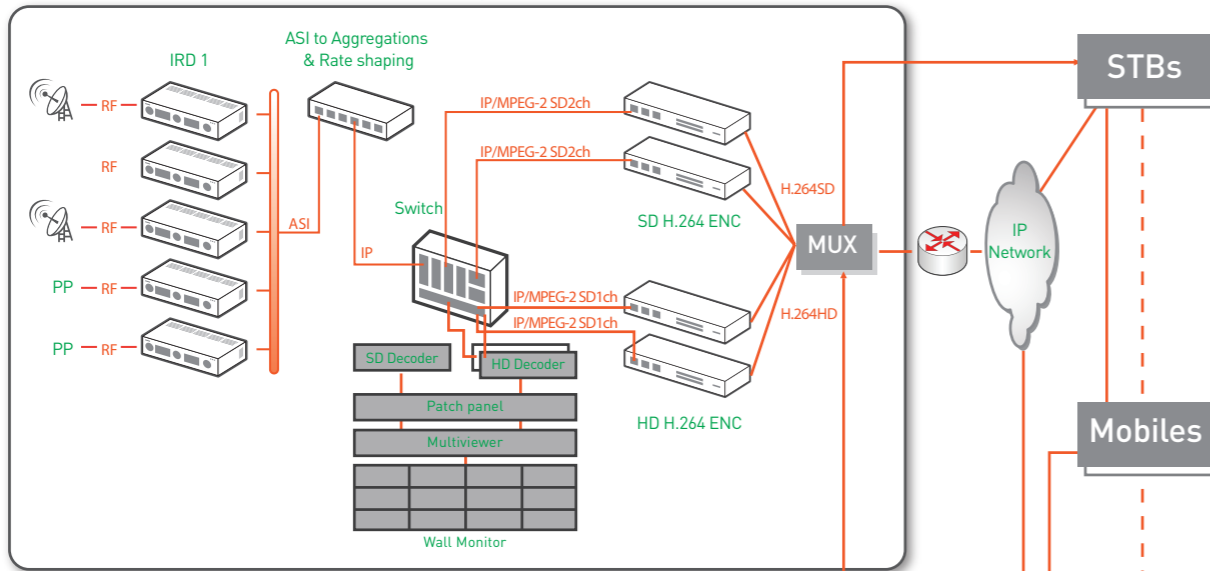 IRD 1
ASI to Aggregations
& Rate shaping
STBs
RF
RF
RF
PP
RF
PP
RF
ASI
IP
Switch
IP/MPEG-2 SD2ch
IP/MPEG-2 SD2ch
SD H.264 ENC
H.264SD
MUX
IP
Network
IP/MPEG-2 SD1ch
IP/MPEG-2 SD1ch
H.264HD
HD H.264 ENC
SD Decoder
HD Decoder
Patch panel
Multiviewer
Wall Monitor
Mobiles